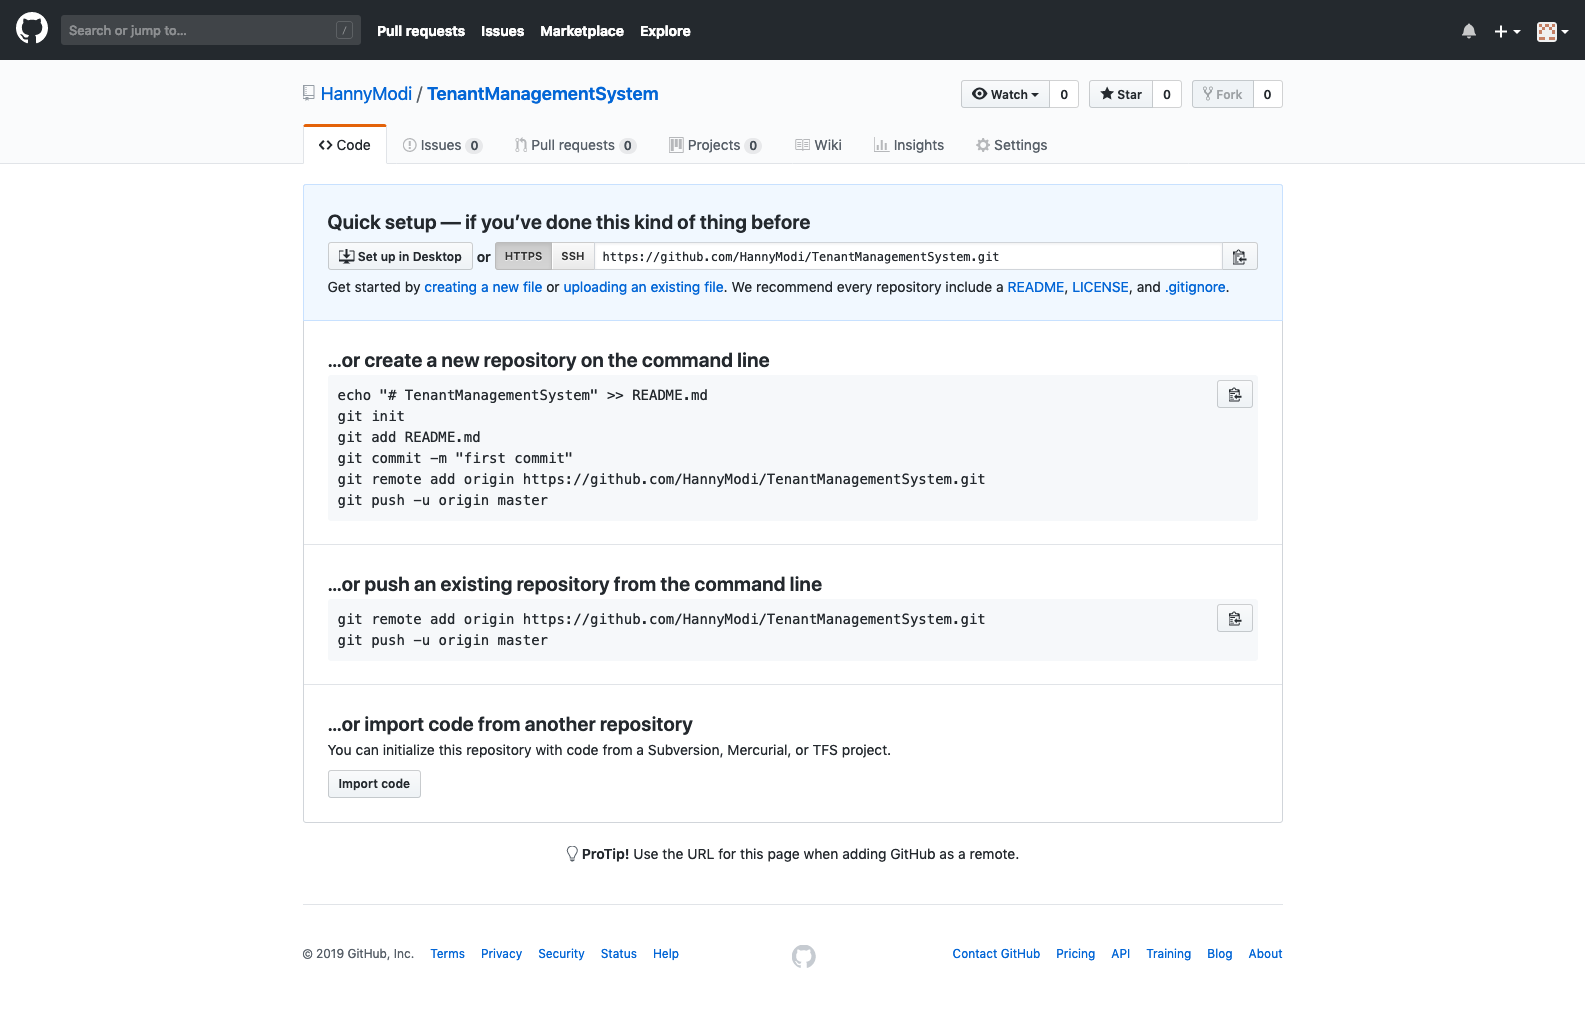 Search or jump to... /
Pull requests Issues Marketplace Explore
HannyModi / TenantManagementSystem
Watch 0 Star 0 Fork 0
Code Issues 0 Pull requests 0 Projects 0 Wiki Insights Settings
Quick setup — if you’ve done this kind of thing before
Set up in Desktop or HTTPS SSH https://github.com/HannyModi/TenantManagementSystem.git
Get started by creating a new file or uploading an existing file. We recommend every repository include a README, LICENSE, and .gitignore.
…or create a new repository on the command line
echo "# TenantManagementSystem" >> README.md
git init
git add README.md
git commit -m "first commit"
git remote add origin https://github.com/HannyModi/TenantManagementSystem.git
git push -u origin master
…or push an existing repository from the command line
git remote add origin https://github.com/HannyModi/TenantManagementSystem.git
git push -u origin master
…or import code from another repository
You can initialize this repository with code from a Subversion, Mercurial, or TFS project.
Import code
ProTip! Use the URL for this page when adding GitHub as a remote.
© 2019 GitHub, Inc. Terms Privacy Security Status Help Contact GitHub Pricing API Training Blog About